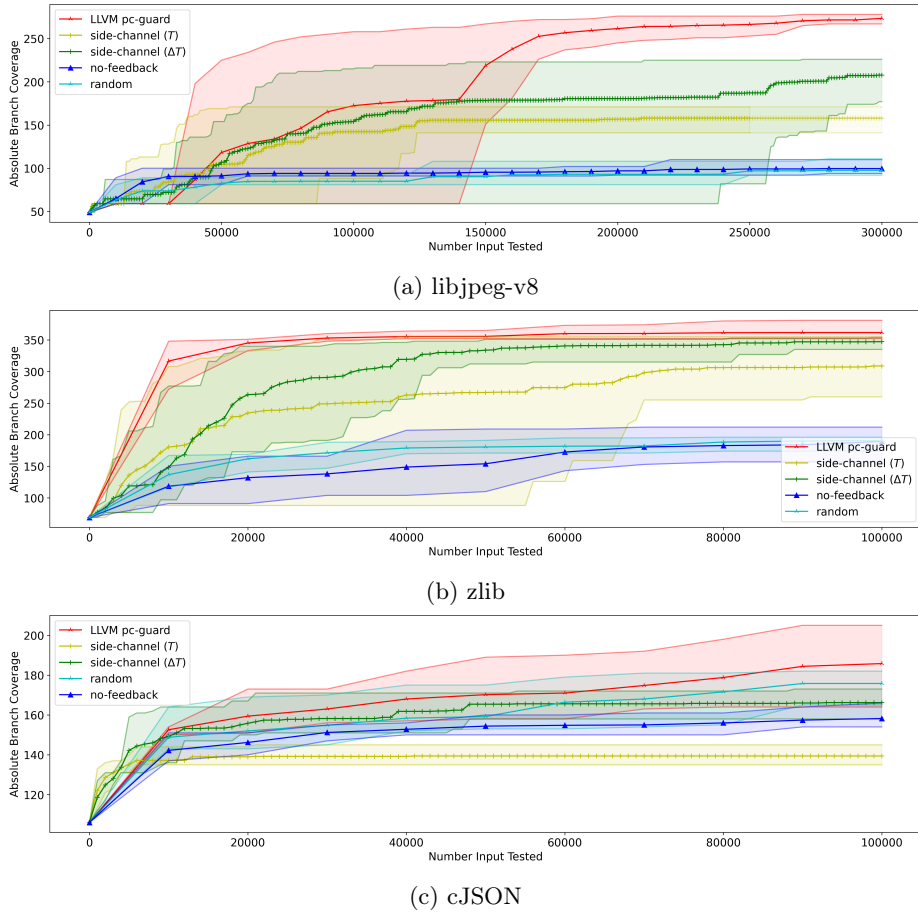 LLVM pc-guard
side-channel (T)
side-channel (ΔT)
no-feedback
random
Absolute Branch Coverage
250
200
150
100
50
0 50000 100000 150000 200000 250000 300000
Number Input Tested
(a) libjpeg-v8
Absolute Branch Coverage
350
300
250
200
150
100
LLVM pc-guard
side-channel (T)
side-channel (ΔT)
no-feedback
random
0 20000 40000 60000 80000 100000
Number Input Tested
(b) zlib
LLVM pc-guard
side-channel (T)
side-channel (ΔT)
random
no-feedback
Absolute Branch Coverage
200
180
160
140
120
0 20000 40000 60000 80000 100000
Number Input Tested
(c) cJSON